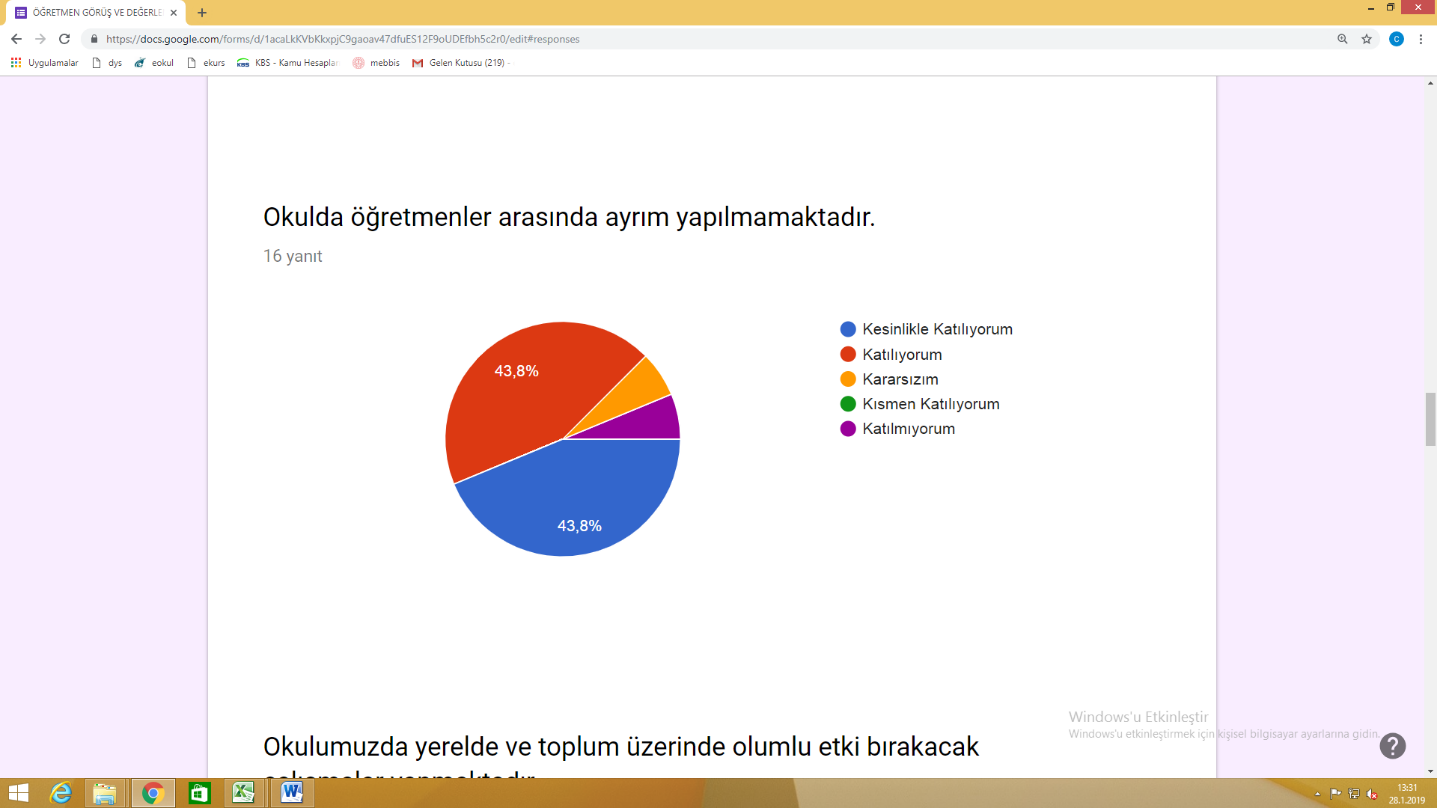 ÖĞRETMEN GÖRÜŞ VE DEĞERLE
https://docs.google.com/forms/d/1acaLkKVbKkxpjC9gaoav47dfuES12F9oUDEfbh5c2r0/edit#responses
C
Uygulamalar dys eokul ekurs KBS - Kamu Hesapları mebbis Gelen Kutusu (219) -
Okulda öğretmenler arasında ayrım yapılmamaktadır.
16 yanıt
Kesinlikle Katılıyorum
Katılıyorum
Kararsızım
Kısmen Katılıyorum
Katılmıyorum
43,8%
43,8%
Windows'u Etkinleştir
Windows'u etkinleştirmek için kişisel bilgisayar ayarlarına gidin.
Okulumuzda yerelde ve toplum üzerinde olumlu etki bırakacak
13:31
28.1.2019